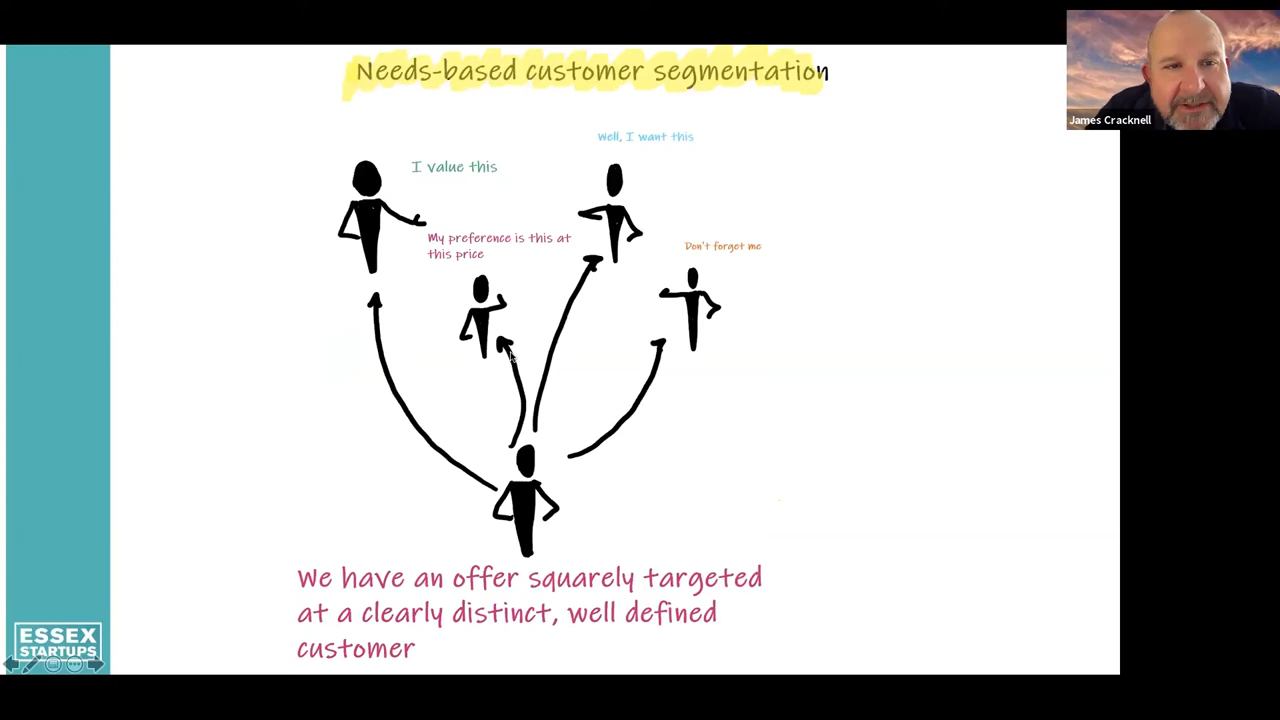 Needs-based customer segmentation
James Cracknell
Well, I want this
I value this
My preference is this at
this price
Don't forget me
We have an offer squarely targeted
at a clearly distinct, well defined
customer
ESSEX
STARTUPS